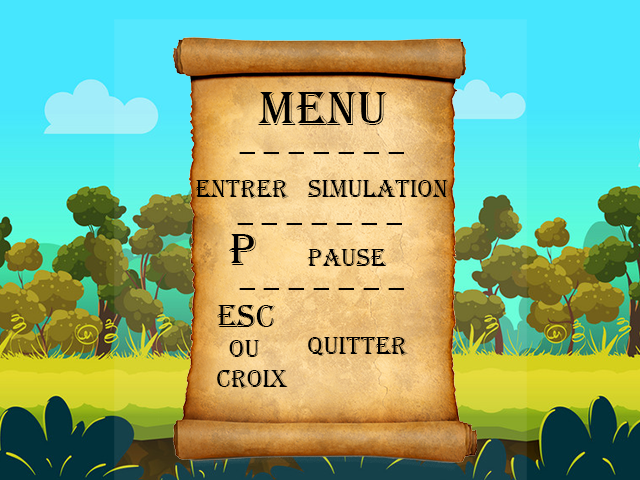 MENU
ENTRER SIMULATION
P PAUSE
ESC
OU QUITTER
CROIX